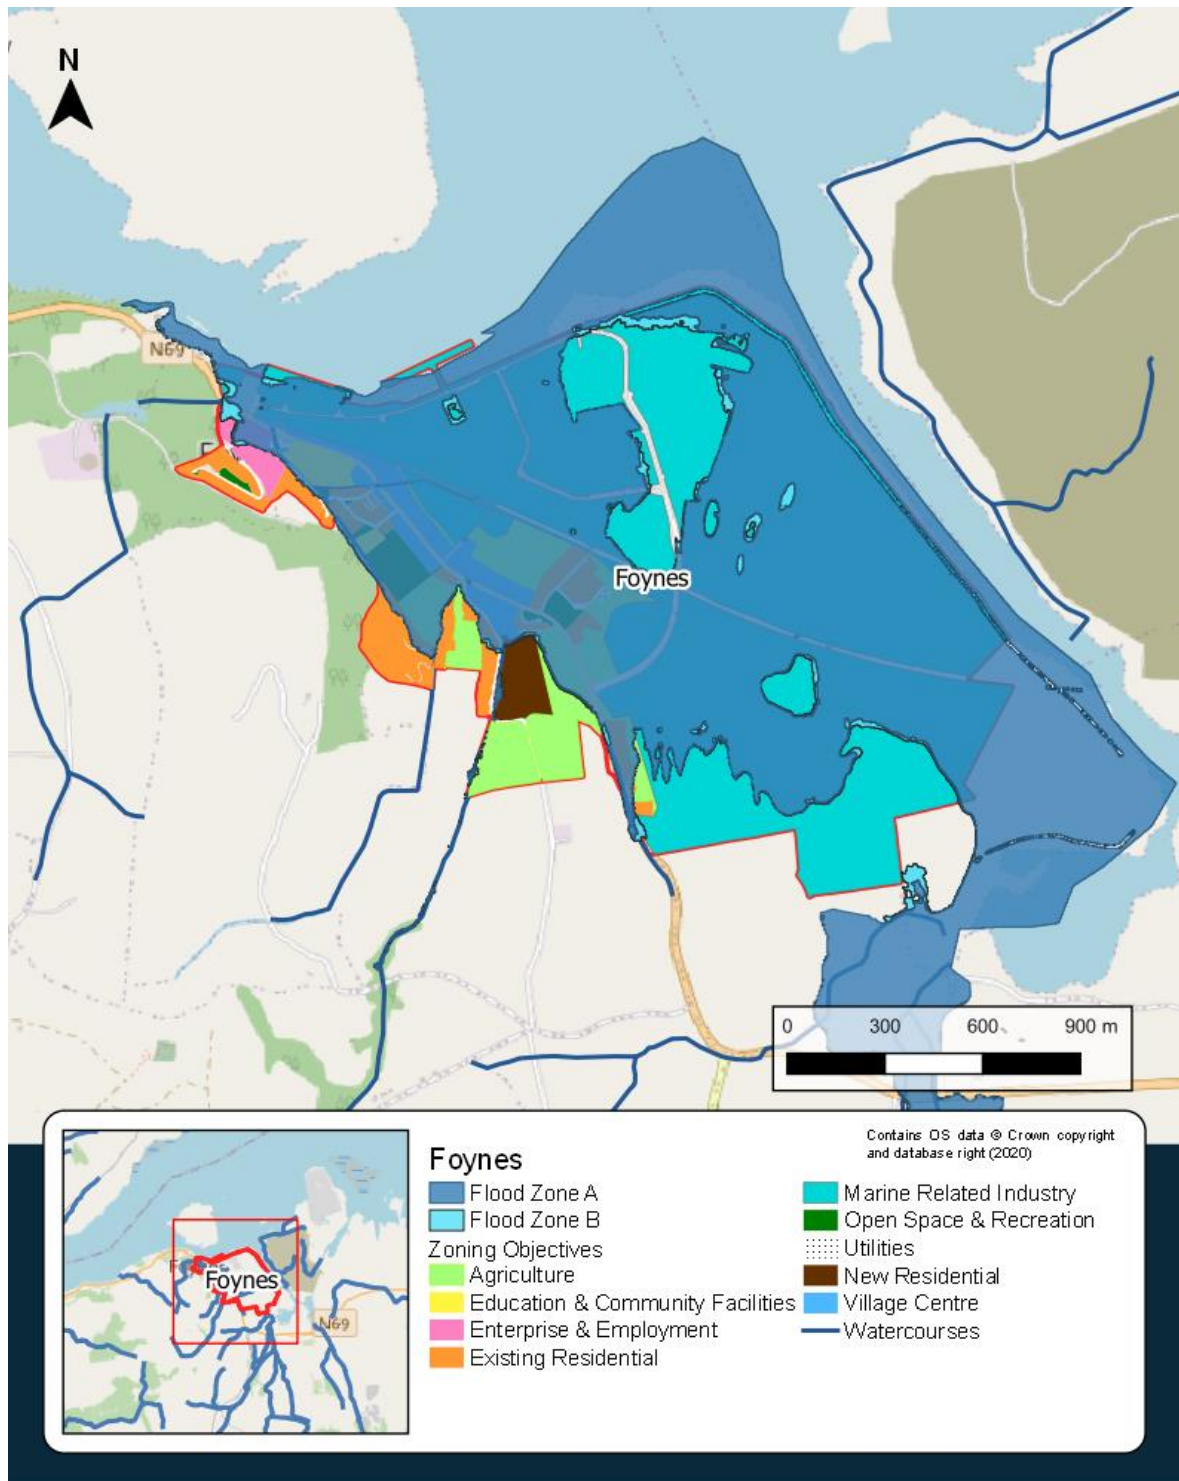 N
N69
Foynes
0 300 600 900 m
Contains OS data @ Crown copyright
and database right (2020)
Foynes
Flood Zone A
Flood Zone B
Zoning Objectives
Agriculture
Education & Community Facilities
Enterprise & Employment
Existing Residential
Marine Related Industry
Open Space & Recreation
Utilities
New Residential
Village Centre
Watercourses
Foynes
N69